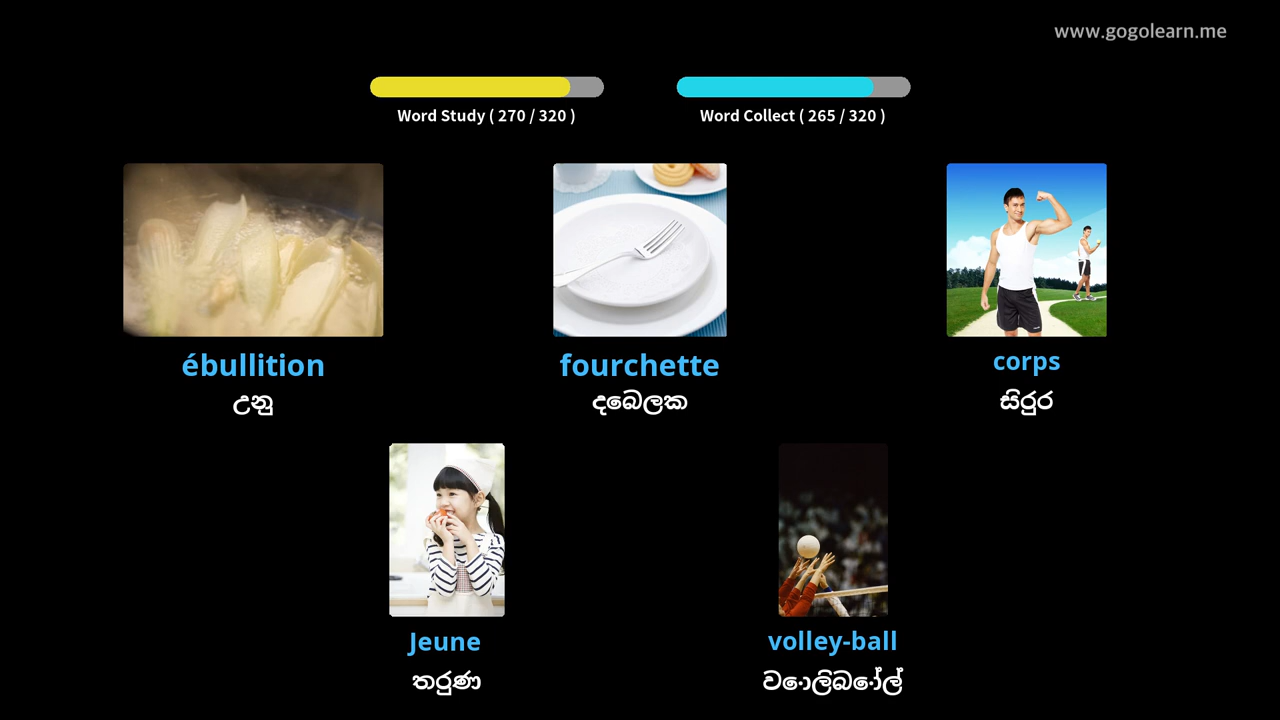 www.gogolearn.me
Word Study ( 270 / 320 )
Word Collect ( 265 / 320 )
ébullition
උනු
fourchette
දබෙලක
corps
සිරුර
Jeune
තරුණ
volley-ball
වොලිබෝල්